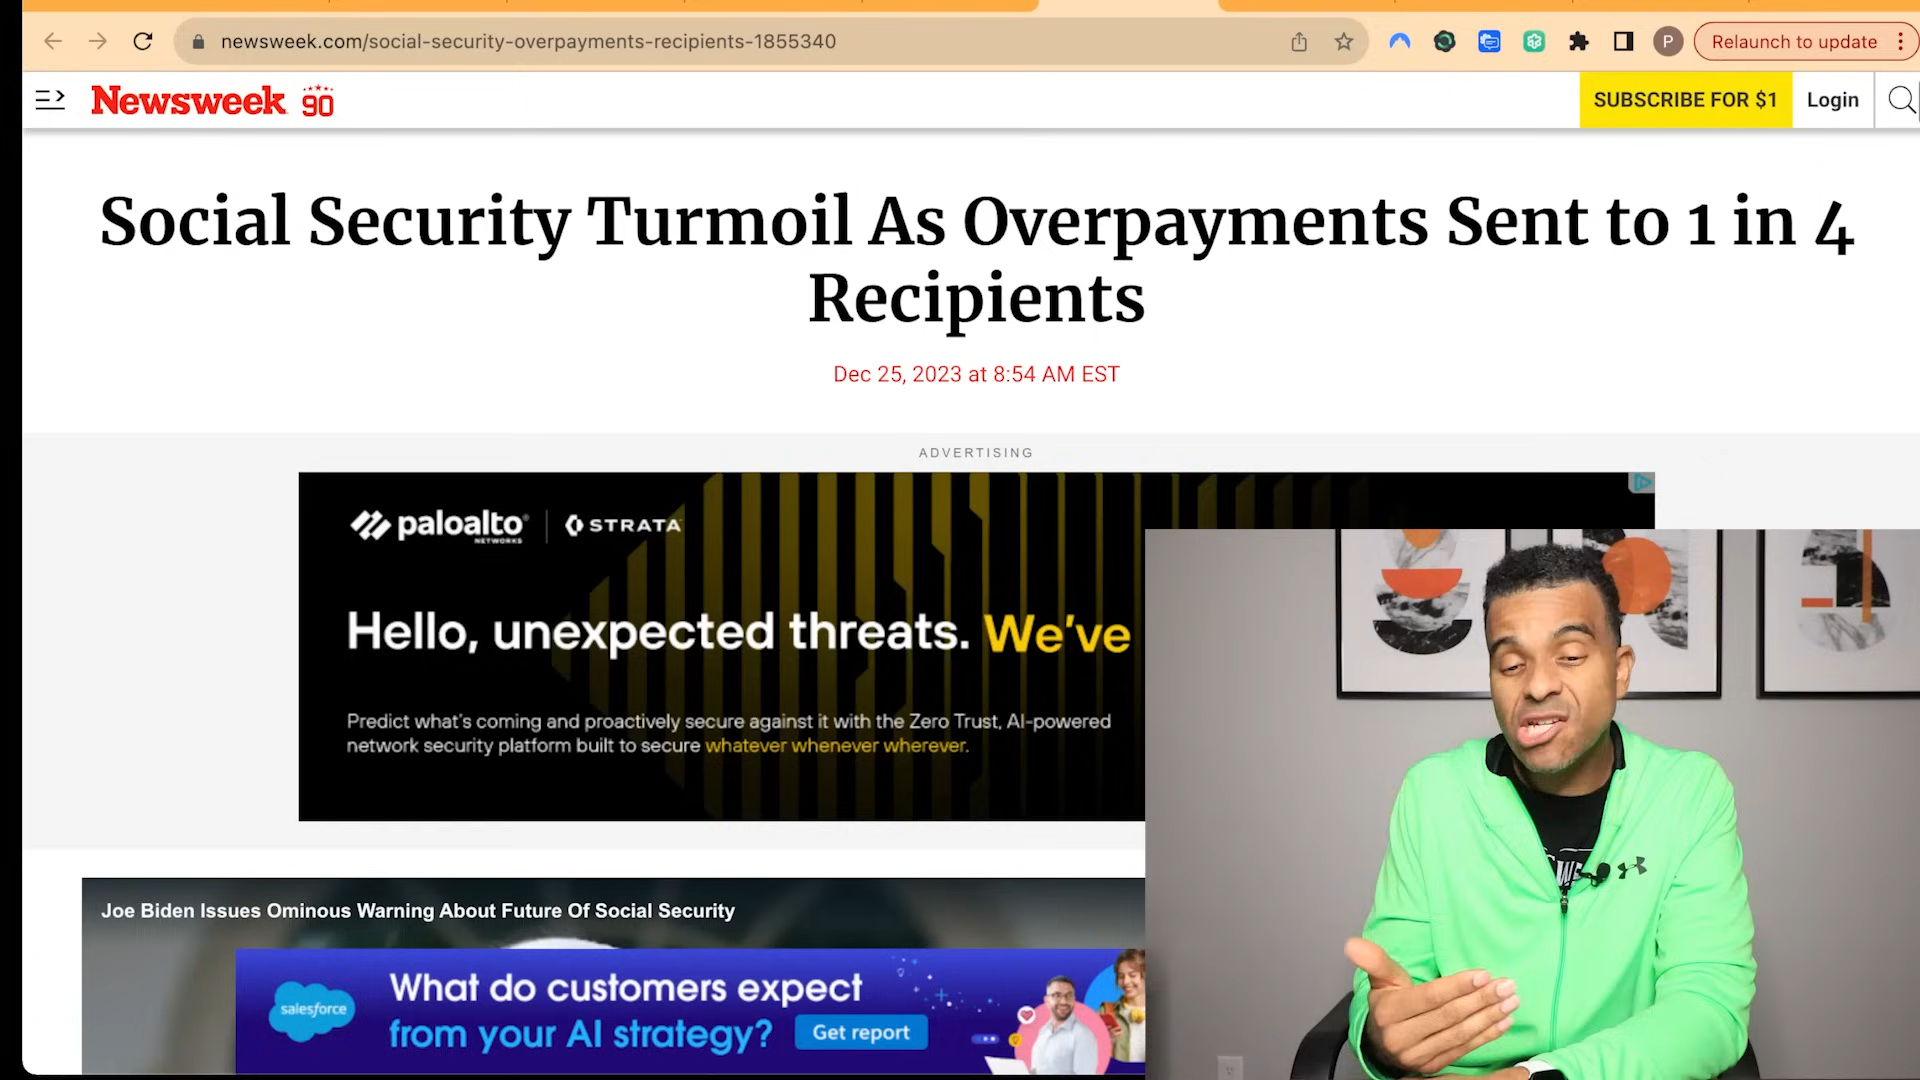 newsweek.com/social-security-overpayments-recipients-1855340
P
Relaunch to update
Newsweek 90
SUBSCRIBE FOR $1
Login
Social Security Turmoil As Overpayments Sent to 1 in 4
Recipients
Dec 25, 2023 at 8:54 AM EST
ADVERTISING
paloalto NETWORKS
STRATA
Hello, unexpected threats. We've
Predict what's coming and proactively secure against it with the Zero Trust, AI-powered
network security platform built to secure whatever whenever wherever.
Joe Biden Issues Ominous Warning About Future Of Social Security
salesforce
What do customers expect
from your AI strategy?
Get report